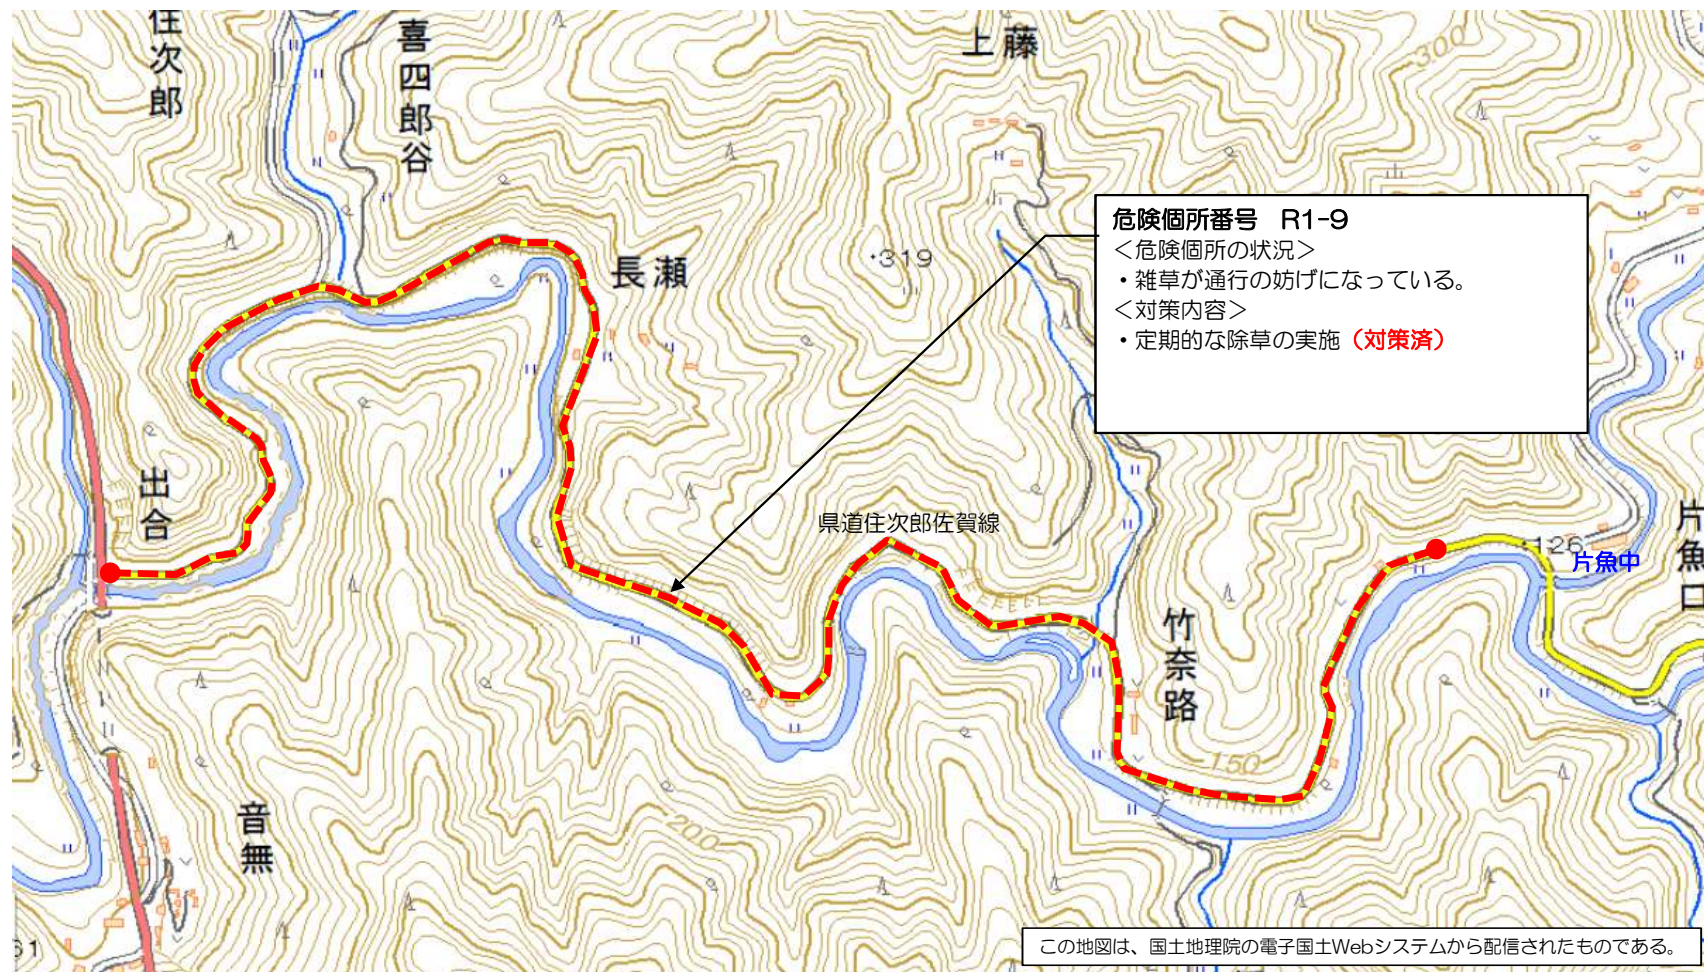 住次郎
喜四郎谷
上藤
300
危険個所番号 R1-9
＜危険個所の状況＞
・雑草が通行の妨げになっている。
＜対策内容＞
・定期的な除草の実施（対策済）
319
長瀬
出合
県道住次郎佐賀線
126
片魚中
片魚口
竹奈路
150
200
音無
61
この地図は、国土地理院の電子国土Webシステムから配信されたものである。